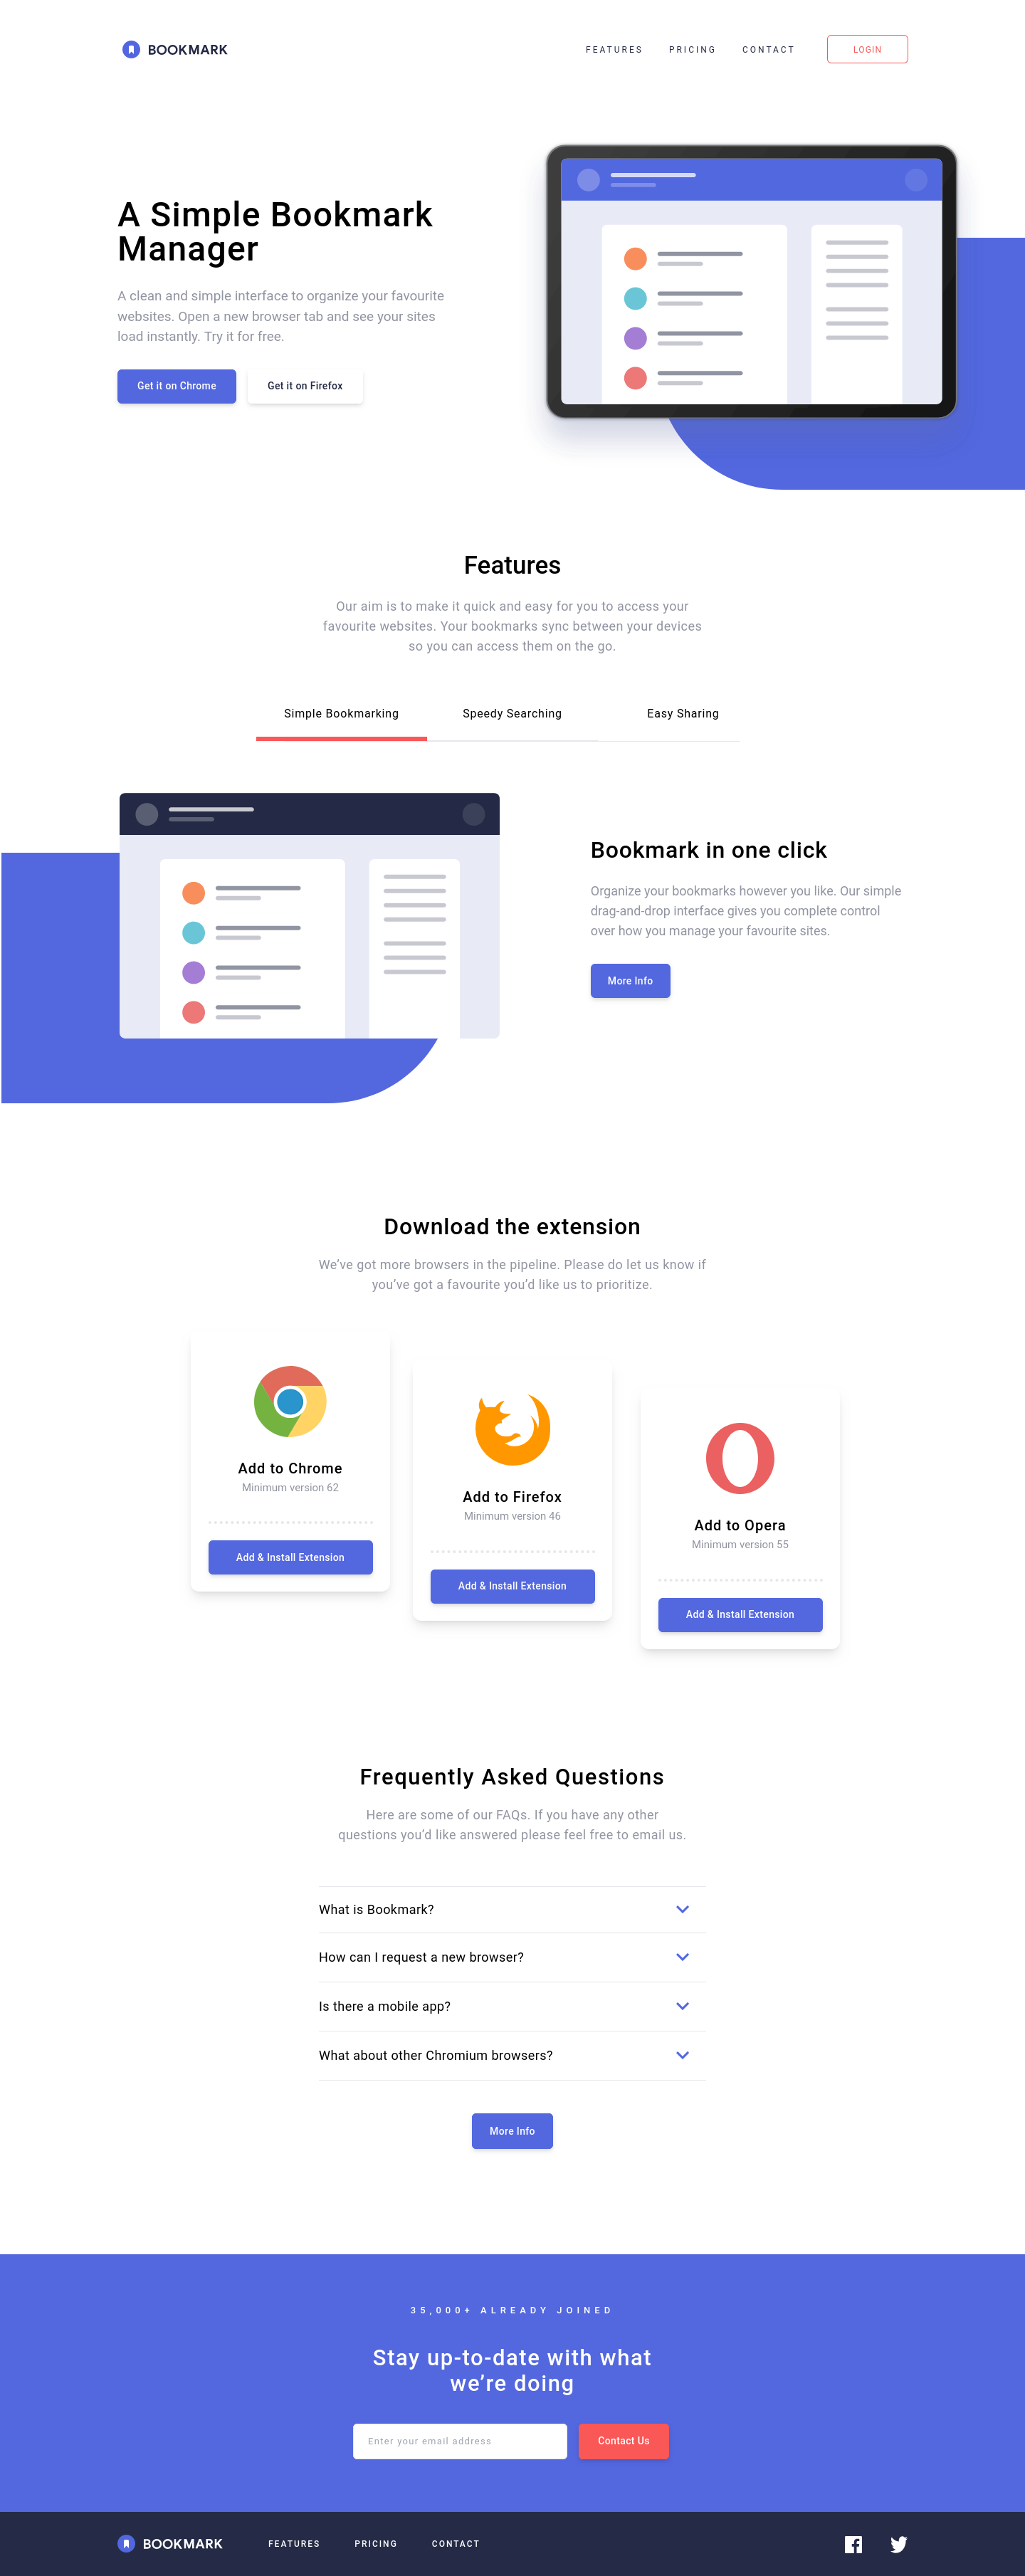 BOOKMARK
FEATURES PRICING CONTACT LOGIN
A Simple Bookmark
Manager
A clean and simple interface to organize your favourite
websites. Open a new browser tab and see your sites
load instantly. Try it for free.
Get it on Chrome Get it on Firefox
Features
Our aim is to make it quick and easy for you to access your
favourite websites. Your bookmarks sync between your devices
so you can access them on the go.
Simple Bookmarking Speedy Searching Easy Sharing
Bookmark in one click
Organize your bookmarks however you like. Our simple
drag-and-drop interface gives you complete control
over how you manage your favourite sites.
More Info
Download the extension
We’ve got more browsers in the pipeline. Please do let us know if
you’ve got a favourite you’d like us to prioritize.
Add to Chrome
Minimum version 62
Add & Install Extension
Add to Firefox
Minimum version 46
Add & Install Extension
Add to Opera
Minimum version 55
Add & Install Extension
Frequently Asked Questions
Here are some of our FAQs. If you have any other
questions you’d like answered please feel free to email us.
What is Bookmark?
How can I request a new browser?
Is there a mobile app?
What about other Chromium browsers?
More Info
35,000+ ALREADY JOINED
Stay up-to-date with what
we’re doing
Enter your email address Contact Us
BOOKMARK FEATURES PRICING CONTACT